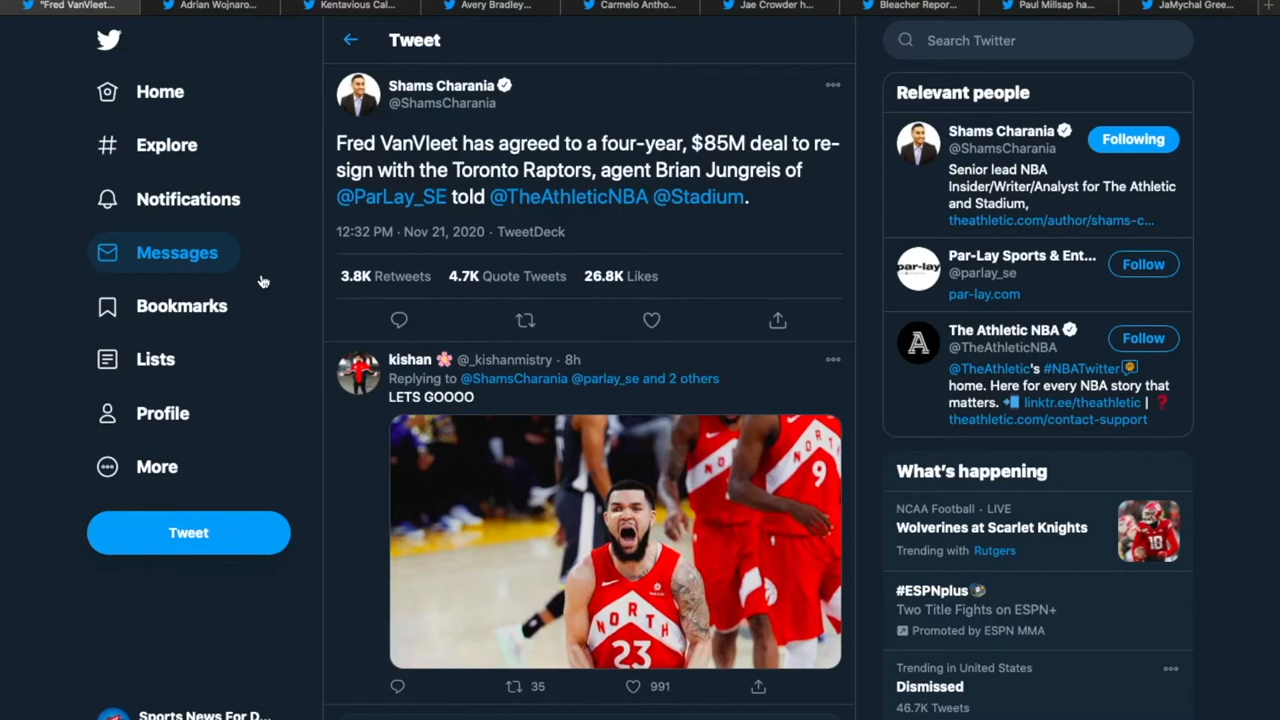 "Fred VanVleet...
Adrian Wojnaro...
Kentavious Cal...
Avery Bradley...
Carmelo Antho...
Jae Crowder h...
Bleacher Repor...
Paul Millsap ha...
JaMychal Gree...
Home
Explore
Notifications
Messages
Bookmarks
Lists
Profile
More
Tweet
Sports News For D...
Tweet
Shams Charania
@ShamsCharania
Fred VanVleet has agreed to a four-year, $85M deal to re-
sign with the Toronto Raptors, agent Brian Jungreis of
@ParLay_SE told @TheAthleticNBA @Stadium.
12:32 PM · Nov 21, 2020 · TweetDeck
3.8K Retweets 4.7K Quote Tweets 26.8K Likes
kishan 🌸 @_kishanmistry · 8h
Replying to @ShamsCharania @parlay_se and 2 others
LETS GOOOO
NORTH
23
NO
NORT
9
35
991
Search Twitter
Relevant people
Shams Charania
@ShamsCharania
Following
Senior lead NBA
Insider/Writer/Analyst for The Athletic
and Stadium,
theathletic.com/author/shams-c...
par-lay
Par-Lay Sports & Ent...
@parlay_se
Follow
par-lay.com
A
The Athletic NBA
@TheAthleticNBA
Follow
@TheAthletic's #NBATwitter
home. Here for every NBA story that
matters. 📲 linktr.ee/theathletic | ❓
theathletic.com/contact-support
What's happening
NCAA Football · LIVE
Wolverines at Scarlet Knights
Trending with Rutgers
18
#ESPNplus
Two Title Fights on ESPN+
Promoted by ESPN MMA
Trending in United States
Dismissed
46.7K Tweets